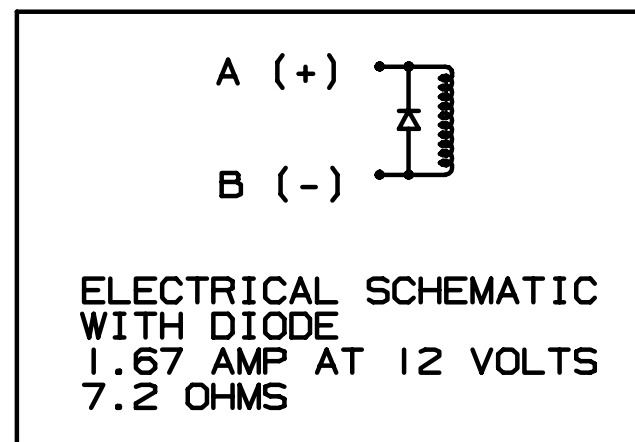 A (+)
B (-)
ELECTRICAL SCHEMATIC
WITH DIODE
1.67 AMP AT 12 VOLTS
7.2 OHMS